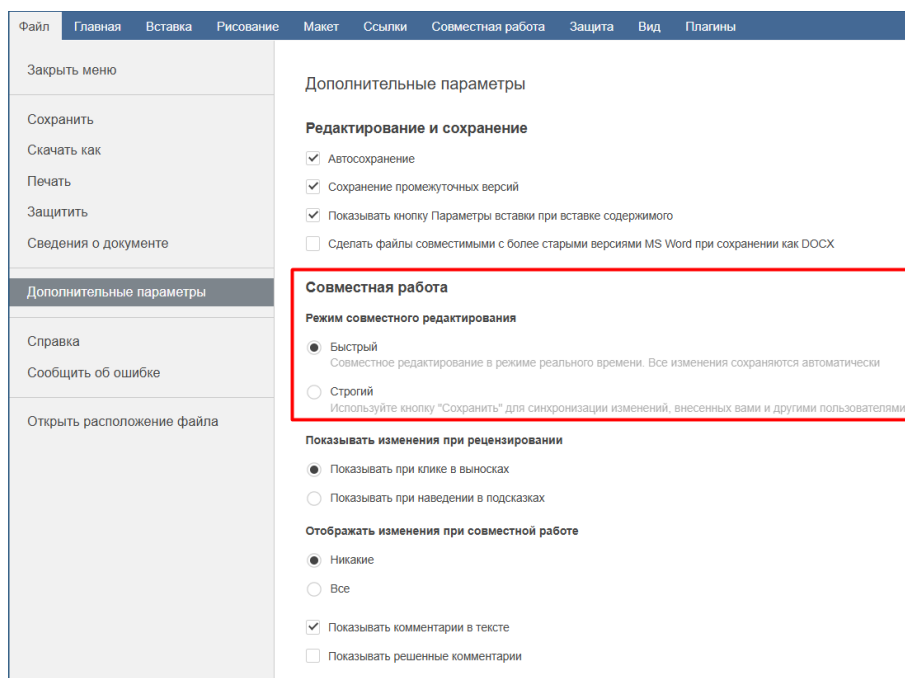 Файл Главная Вставка Рисование Макет Ссылки Совместная работа Защита Вид Плагины
Закрыть меню
Сохранить
Скачать как
Печать
Защитить
Сведения о документе
Дополнительные параметры
Справка
Сообщить об ошибке
Открыть расположение файла
Дополнительные параметры
Редактирование и сохранение
Автосохранение
Сохранение промежуточных версий
Показывать кнопку Параметры вставки при вставке содержимого
Сделать файлы совместимыми с более старыми версиями MS Word при сохранении как DOCX
Совместная работа
Режим совместного редактирования
Быстрый
Совместное редактирование в режиме реального времени. Все изменения сохраняются автоматически
Строгий
Используйте кнопку "Сохранить" для синхронизации изменений, внесенных вами и другими пользователями
Показывать изменения при рецензировании
Показывать при клике в выносках
Показывать при наведении в подсказках
Отображать изменения при совместной работе
Никакие
Все
Показывать комментарии в тексте
Показывать решенные комментарии